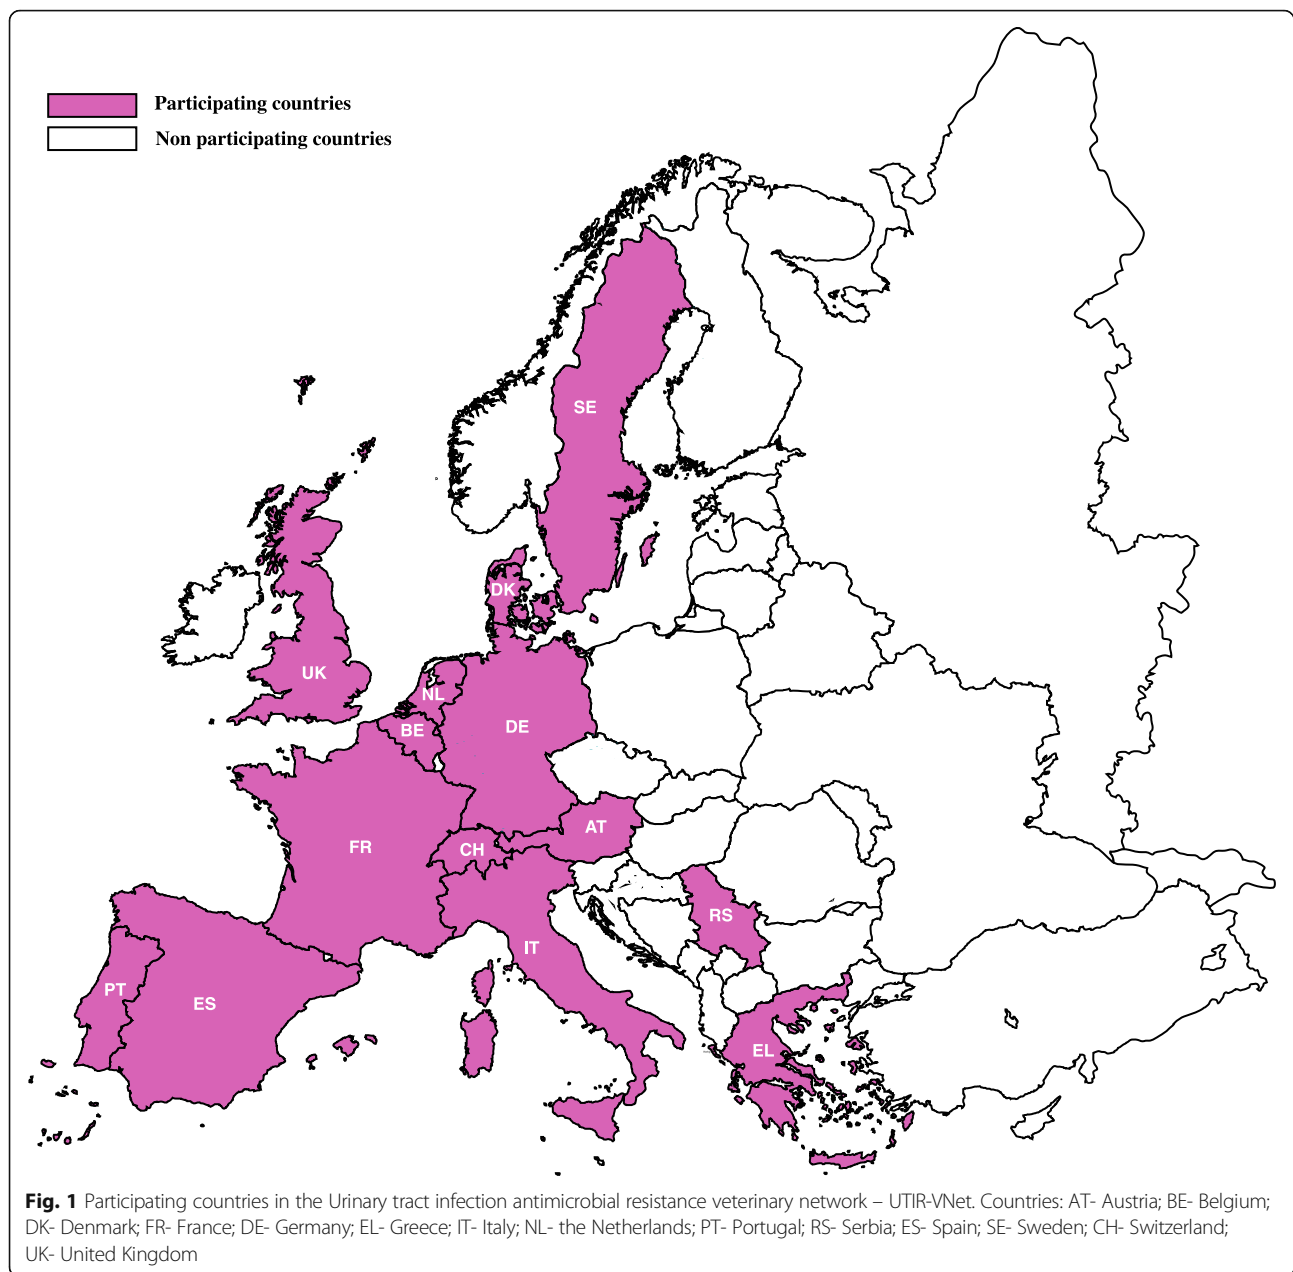 Participating countries
Non participating countries
SE
DK
UK
NL
BE
DE
AT
FR
CH
RS
IT
PT
ES
EL
Fig. 1 Participating countries in the Urinary tract infection antimicrobial resistance veterinary network – UTIR-VNet. Countries: AT- Austria; BE- Belgium;
DK- Denmark; FR- France; DE- Germany; EL- Greece; IT- Italy; NL- the Netherlands; PT- Portugal; RS- Serbia; ES- Spain; SE- Sweden; CH- Switzerland;
UK- United Kingdom